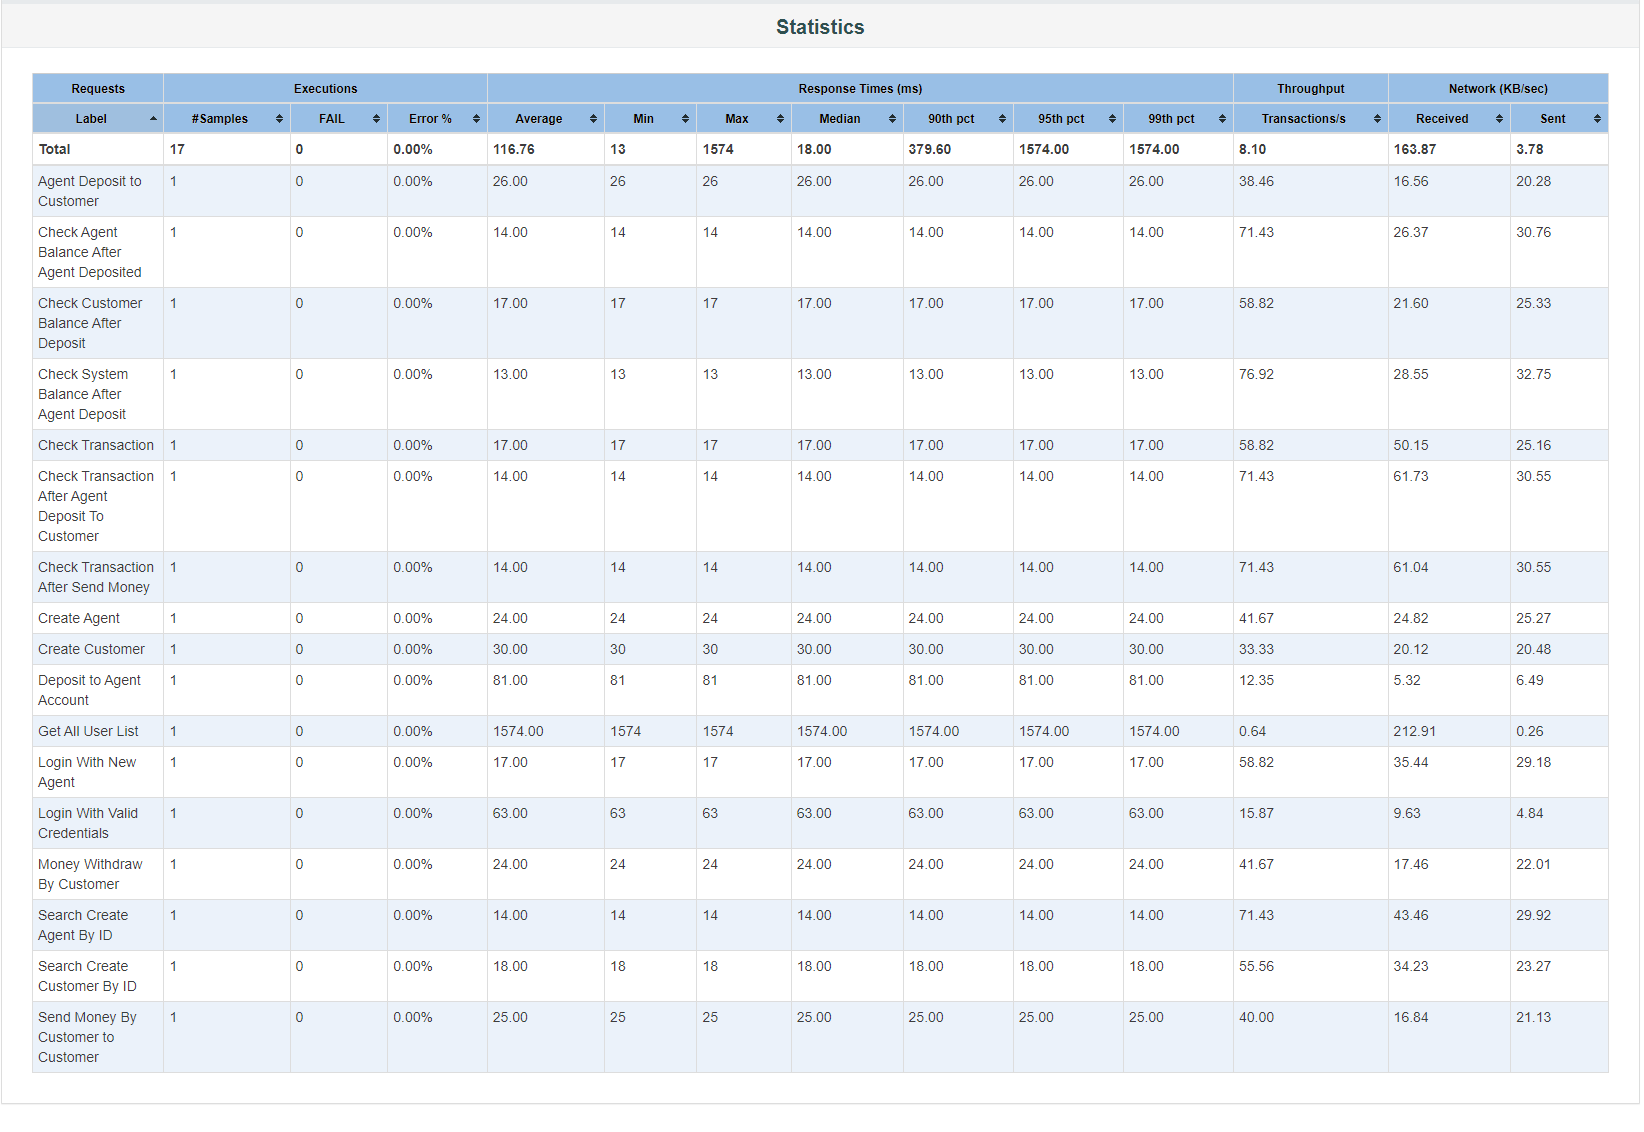 Statistics
Requests Executions Response Times (ms) Throughput Network (KB/sec)
Label #Samples FAIL Error % Average Min Max Median 90th pct 95th pct 99th pct Transactions/s Received Sent
Total 17 0 0.00% 116.76 13 1574 18.00 379.60 1574.00 1574.00 8.10 163.87 3.78
Agent Deposit to 1 0 0.00% 26.00 26 26 26.00 26.00 26.00 26.00 38.46 16.56 20.28
Customer
Check Agent 1 0 0.00% 14.00 14 14 14.00 14.00 14.00 14.00 71.43 26.37 30.76
Balance After
Agent Deposited
Check Customer 1 0 0.00% 17.00 17 17 17.00 17.00 17.00 17.00 58.82 21.60 25.33
Balance After
Deposit
Check System 1 0 0.00% 13.00 13 13 13.00 13.00 13.00 13.00 76.92 28.55 32.75
Balance After
Agent Deposit
Check Transaction 1 0 0.00% 17.00 17 17 17.00 17.00 17.00 17.00 58.82 50.15 25.16
Check Transaction 1 0 0.00% 14.00 14 14 14.00 14.00 14.00 14.00 71.43 61.73 30.55
After Agent
Deposit To
Customer
Check Transaction 1 0 0.00% 14.00 14 14 14.00 14.00 14.00 14.00 71.43 61.04 30.55
After Send Money
Create Agent 1 0 0.00% 24.00 24 24 24.00 24.00 24.00 24.00 41.67 24.82 25.27
Create Customer 1 0 0.00% 30.00 30 30 30.00 30.00 30.00 30.00 33.33 20.12 20.48
Deposit to Agent 1 0 0.00% 81.00 81 81 81.00 81.00 81.00 81.00 12.35 5.32 6.49
Account
Get All User List 1 0 0.00% 1574.00 1574 1574 1574.00 1574.00 1574.00 1574.00 0.64 212.91 0.26
Login With New 1 0 0.00% 17.00 17 17 17.00 17.00 17.00 17.00 58.82 35.44 29.18
Agent
Login With Valid 1 0 0.00% 63.00 63 63 63.00 63.00 63.00 63.00 15.87 9.63 4.84
Credentials
Money Withdraw 1 0 0.00% 24.00 24 24 24.00 24.00 24.00 24.00 41.67 17.46 22.01
By Customer
Search Create 1 0 0.00% 14.00 14 14 14.00 14.00 14.00 14.00 71.43 43.46 29.92
Agent By ID
Search Create 1 0 0.00% 18.00 18 18 18.00 18.00 18.00 18.00 55.56 34.23 23.27
Customer By ID
Send Money By 1 0 0.00% 25.00 25 25 25.00 25.00 25.00 25.00 40.00 16.84 21.13
Customer to
Customer